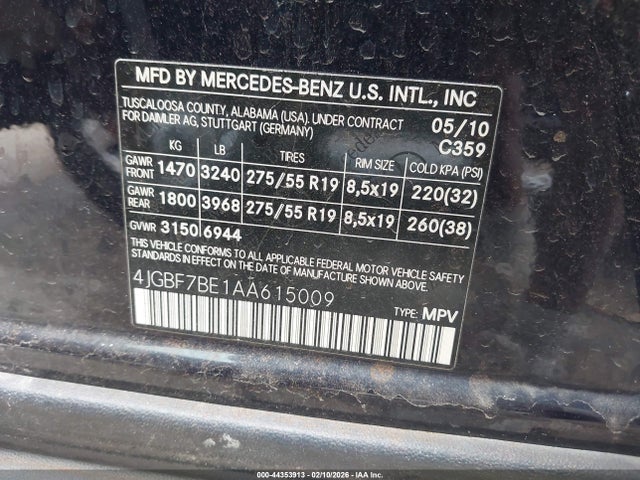 MFD BY MERCEDES-BENZ U.S. INTL., INC
TUSCALOOSA COUNTY, ALABAMA (USA). UNDER CONTRACT
FOR DAIMLER AG, STUTTGART (GERMANY)
05/10
C359
KG LB TIRES RIM SIZE COLD KPA (PSI)
GAWR FRONT 1470 3240 275/55 R19 8,5x19 220(32)
GAWR REAR 1800 3968 275/55 R19 8,5x19 260(38)
GVWR 3150 6944
THIS VEHICLE CONFORMS TO ALL APPLICABLE FEDERAL MOTOR VEHICLE SAFETY
STANDARDS IN EFFECT ON THE DATE OF MANUFACTURE SHOWN ABOVE.
4JGBF7BE1AA615009
TYPE: MPV
000-44353913 - 02/10/2026 - IAA Inc.